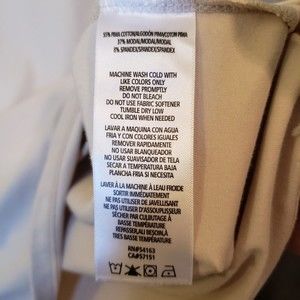 55% PIMA COTTON/ALGODÓN PIMA/COTON PIMA
37% MODAL/MODAL/MODAL
8% SPANDEX/SPANDEX/SPANDEX
MACHINE WASH COLD WITH
LIKE COLORS ONLY
REMOVE PROMPTLY
DO NOT BLEACH
DO NOT USE FABRIC SOFTENER
TUMBLE DRY LOW
COOL IRON WHEN NEEDED
LAVAR A MAQUINA CON AGUA
FRIA Y CON COLORES IGUALES
REMOVER RAPIDAMENTE
NO USAR BLANQUEADOR
NO USAR SUAVISADOR DE TELA
SECAR A TEMPERATURA BAJA
PLANCHA FRIA SI NECESITA
LAVER À LA MACHINE À L'EAU FROIDE
SORTIR IMMÉDIATEMENT
NE PAS UTILISER DE JAVELLISANT
NE PAS UTILISER D'ASSOUPLISSEUR
SÉCHER PAR CULBUTAGE À
BASSE TEMPÉRATURE
REPASSER, AU BESOIN, À
TRÈS BASSE TEMPÉRATURE
RN#54163
CA#57151